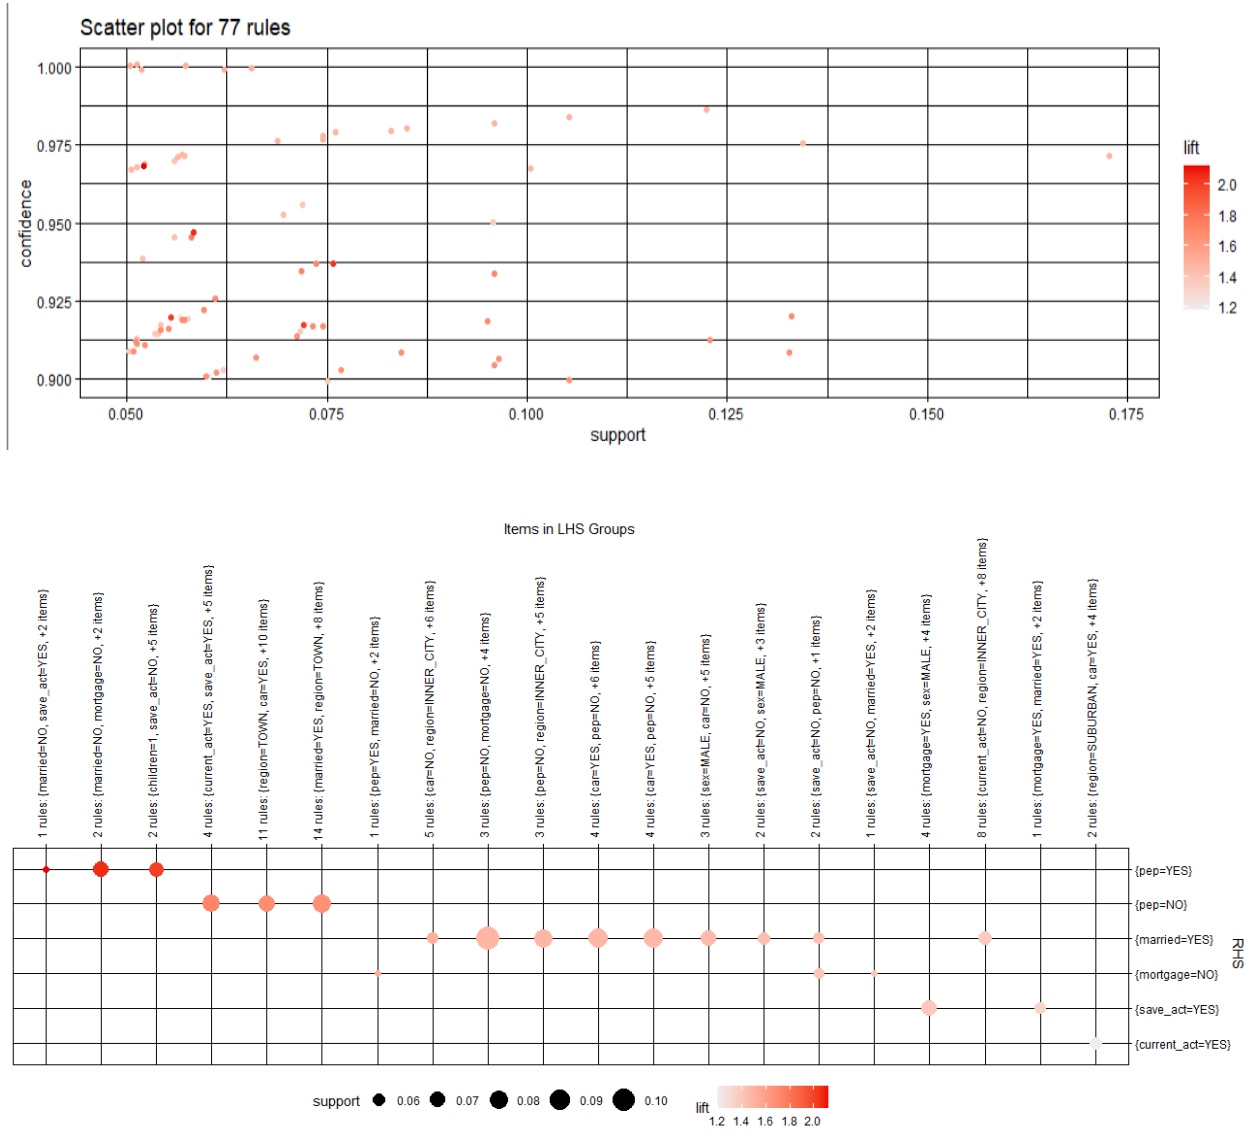 Scatter plot for 77 rules
1.000
0.975
0.950
0.925
0.900
confidence
0.050 0.075 0.100 0.125 0.150 0.175
support
lift
2.0
1.8
1.6
1.4
1.2
Items in LHS Groups
1 rules: {married=NO, save_act=YES, +2 items}
2 rules: {married=NO, mortgage=NO, +2 items}
2 rules: {children=1, save_act=NO, +5 items}
4 rules: {current_act=YES, save_act=YES, +5 items}
11 rules: {region=TOWN, car=YES, +10 items}
14 rules: {married=YES, region=TOWN, +8 items}
1 rules: {pep=YES, married=NO, +2 items}
5 rules: {car=NO, region=INNER_CITY, +6 items}
3 rules: {pep=NO, mortgage=NO, +4 items}
3 rules: {pep=NO, region=INNER_CITY, +5 items}
4 rules: {car=YES, pep=NO, +6 items}
4 rules: {car=YES, pep=NO, +5 items}
3 rules: {sex=MALE, car=NO, +5 items}
2 rules: {save_act=NO, sex=MALE, +3 items}
2 rules: {save_act=NO, pep=NO, +1 items}
1 rules: {save_act=NO, married=YES, +2 items}
4 rules: {mortgage=YES, sex=MALE, +4 items}
8 rules: {current_act=NO, region=INNER_CITY, +8 items}
1 rules: {mortgage=YES, married=YES, +2 items}
2 rules: {region=SUBURBAN, car=YES, +4 items}
{pep=YES}
{pep=NO}
{married=YES}
{mortgage=NO}
{save_act=YES}
{current_act=YES}
RHS
support 0.06 0.07 0.08 0.09 0.10
lift
1.2 1.4 1.6 1.8 2.0